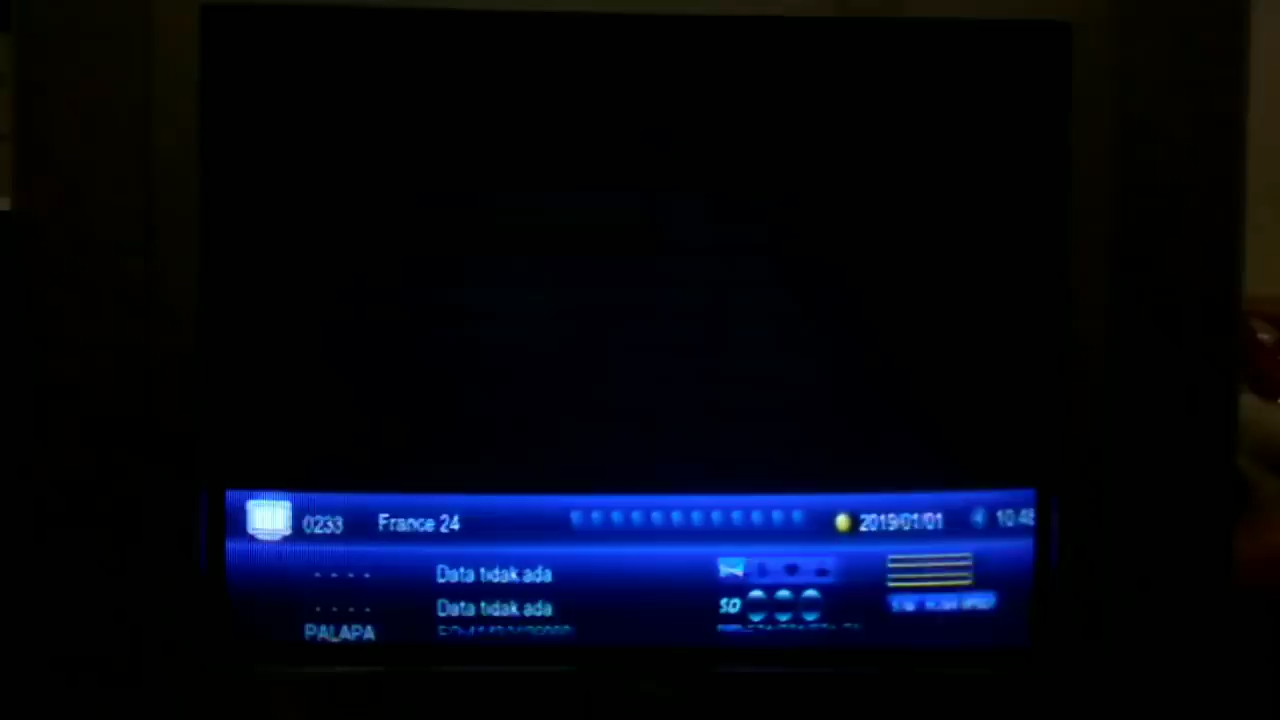 0233 France 24 2019/01/01 10:48
- - - - Data tidak ada
- - - - Data tidak ada
SD
PALAPA